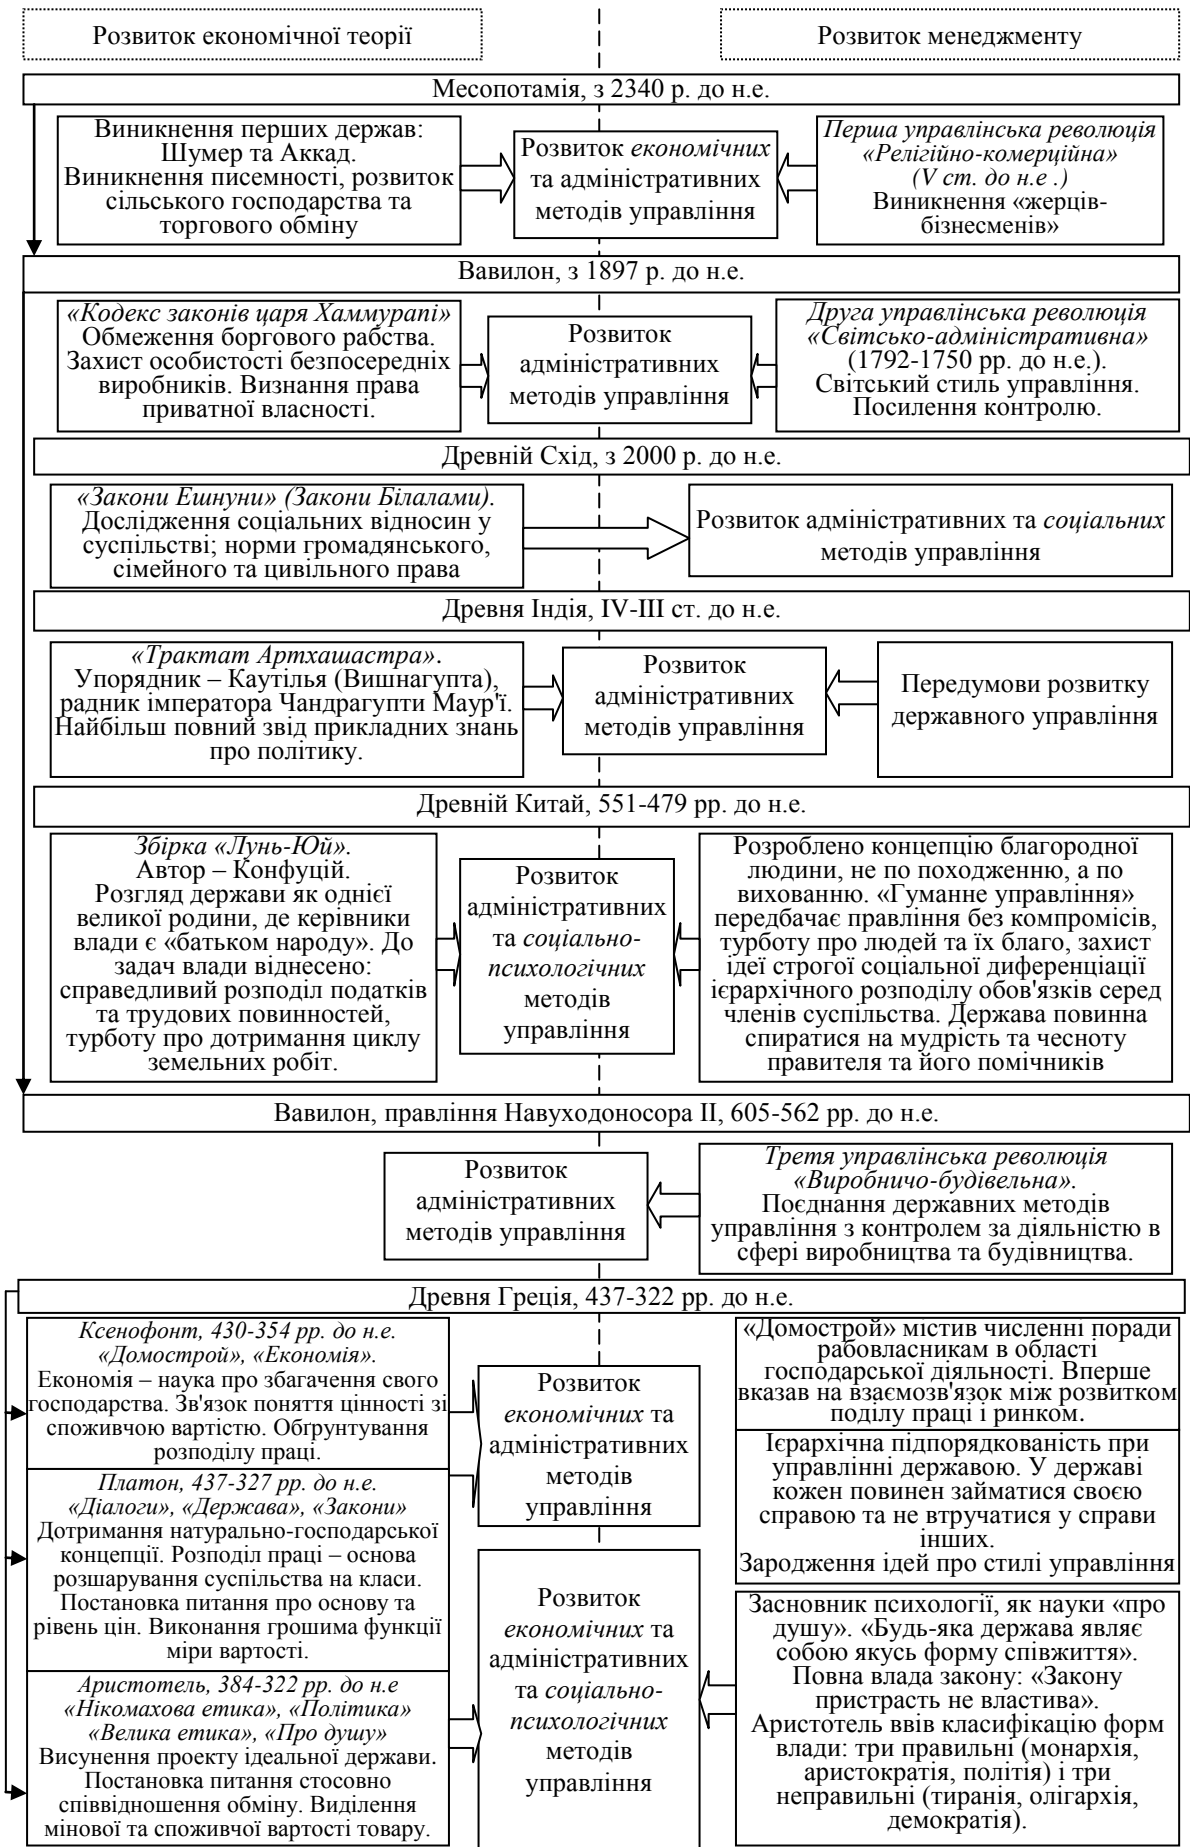 Розвиток економічної теорії
Розвиток менеджменту
Месопотамія, з 2340 р. до н.е.
Виникнення перших держав:
Шумер та Аккад.
Виникнення писемності, розвиток
сільського господарства та
торгового обміну
Розвиток економічних
та адміністративних
методів управління
Перша управлінська революція
«Релігійно-комерційна»
(V ст. до н.е .)
Виникнення «жерців-
бізнесменів»
Вавилон, з 1897 р. до н.е.
«Кодекс законів царя Хаммурапі»
Обмеження боргового рабства.
Захист особистості безпосередніх
виробників. Визнання права
приватної власності.
Розвиток
адміністративних
методів управління
Друга управлінська революція
«Світсько-адміністративна»
(1792-1750 рр. до н.е.).
Світський стиль управління.
Посилення контролю.
Древній Схід, з 2000 р. до н.е.
«Закони Ешнуни» (Закони Білалами).
Дослідження соціальних відносин у
суспільстві; норми громадянського,
сімейного та цивільного права
Розвиток адміністративних та соціальних
методів управління
Древня Індія, IV-III ст. до н.е.
«Трактат Артхашастра».
Упорядник – Каутілья (Вишнагупта),
радник імператора Чандрагупти Маур'ї.
Найбільш повний звід прикладних знань
про політику.
Розвиток
адміністративних
методів управління
Передумови розвитку
державного управління
Древній Китай, 551-479 рр. до н.е.
Збірка «Лунь-Юй».
Автор – Конфуцій.
Розгляд держави як однієї
великої родини, де керівники
влади є «батьком народу». До
задач влади віднесено:
справедливий розподіл податків
та трудових повинностей,
турботу про дотримання циклу
земельних робіт.
Розвиток
адміністративних
та соціально-
психологічних
методів
управління
Розроблено концепцію благородної
людини, не по походженню, а по
вихованню. «Гуманне управління»
передбачає правління без компромісів,
турботу про людей та їх благо, захист
ідеї строгої соціальної диференціації
ієрархічного розподілу обов'язків серед
членів суспільства. Держава повинна
спиратися на мудрість та чесноту
правителя та його помічників
Вавилон, правління Навуходоносора II, 605-562 рр. до н.е.
Розвиток
адміністративних
методів управління
Третя управлінська революція
«Виробничо-будівельна».
Поєднання державних методів
управління з контролем за діяльністю в
сфері виробництва та будівництва.
Древня Греція, 437-322 рр. до н.е.
Ксенофонт, 430-354 рр. до н.е.
«Домострой», «Економія».
Економія – наука про збагачення свого
господарства. Зв'язок поняття цінності зі
споживчою вартістю. Обґрунтування
розподілу праці.
Розвиток
економічних та
адміністративних
методів
управління
«Домострой» містив численні поради
рабовласникам в області
господарської діяльності. Вперше
вказав на взаємозв'язок між розвитком
поділу праці і ринком.
Платон, 437-327 рр. до н.е.
«Діалоги», «Держава», «Закони»
Дотримання натурально-господарської
концепції. Розподіл праці – основа
розшарування суспільства на класи.
Постановка питання про основу та
рівень цін. Виконання грошима функції
міри вартості.
Ієрархічна підпорядкованість при
управлінні державою. У державі
кожен повинен займатися своєю
справою та не втручатися у справи
інших.
Зародження ідей про стилі управління
Аристотель, 384-322 рр. до н.е
«Нікомахова етика», «Політика»
«Велика етика», «Про душу»
Висунення проекту ідеальної держави.
Постановка питання стосовно
співвідношення обміну. Виділення
мінової та споживчої вартості товару.
Розвиток
економічних та
адміністративних
та соціально-
психологічних
методів
управління
Засновник психології, як науки «про
душу». «Будь-яка держава являє
собою якусь форму співжиття».
Повна влада закону: «Закону
пристрасть не властива».
Аристотель ввів класифікацію форм
влади: три правильні (монархія,
аристократія, політія) і три
неправильні (тиранія, олігархія,
демократія).